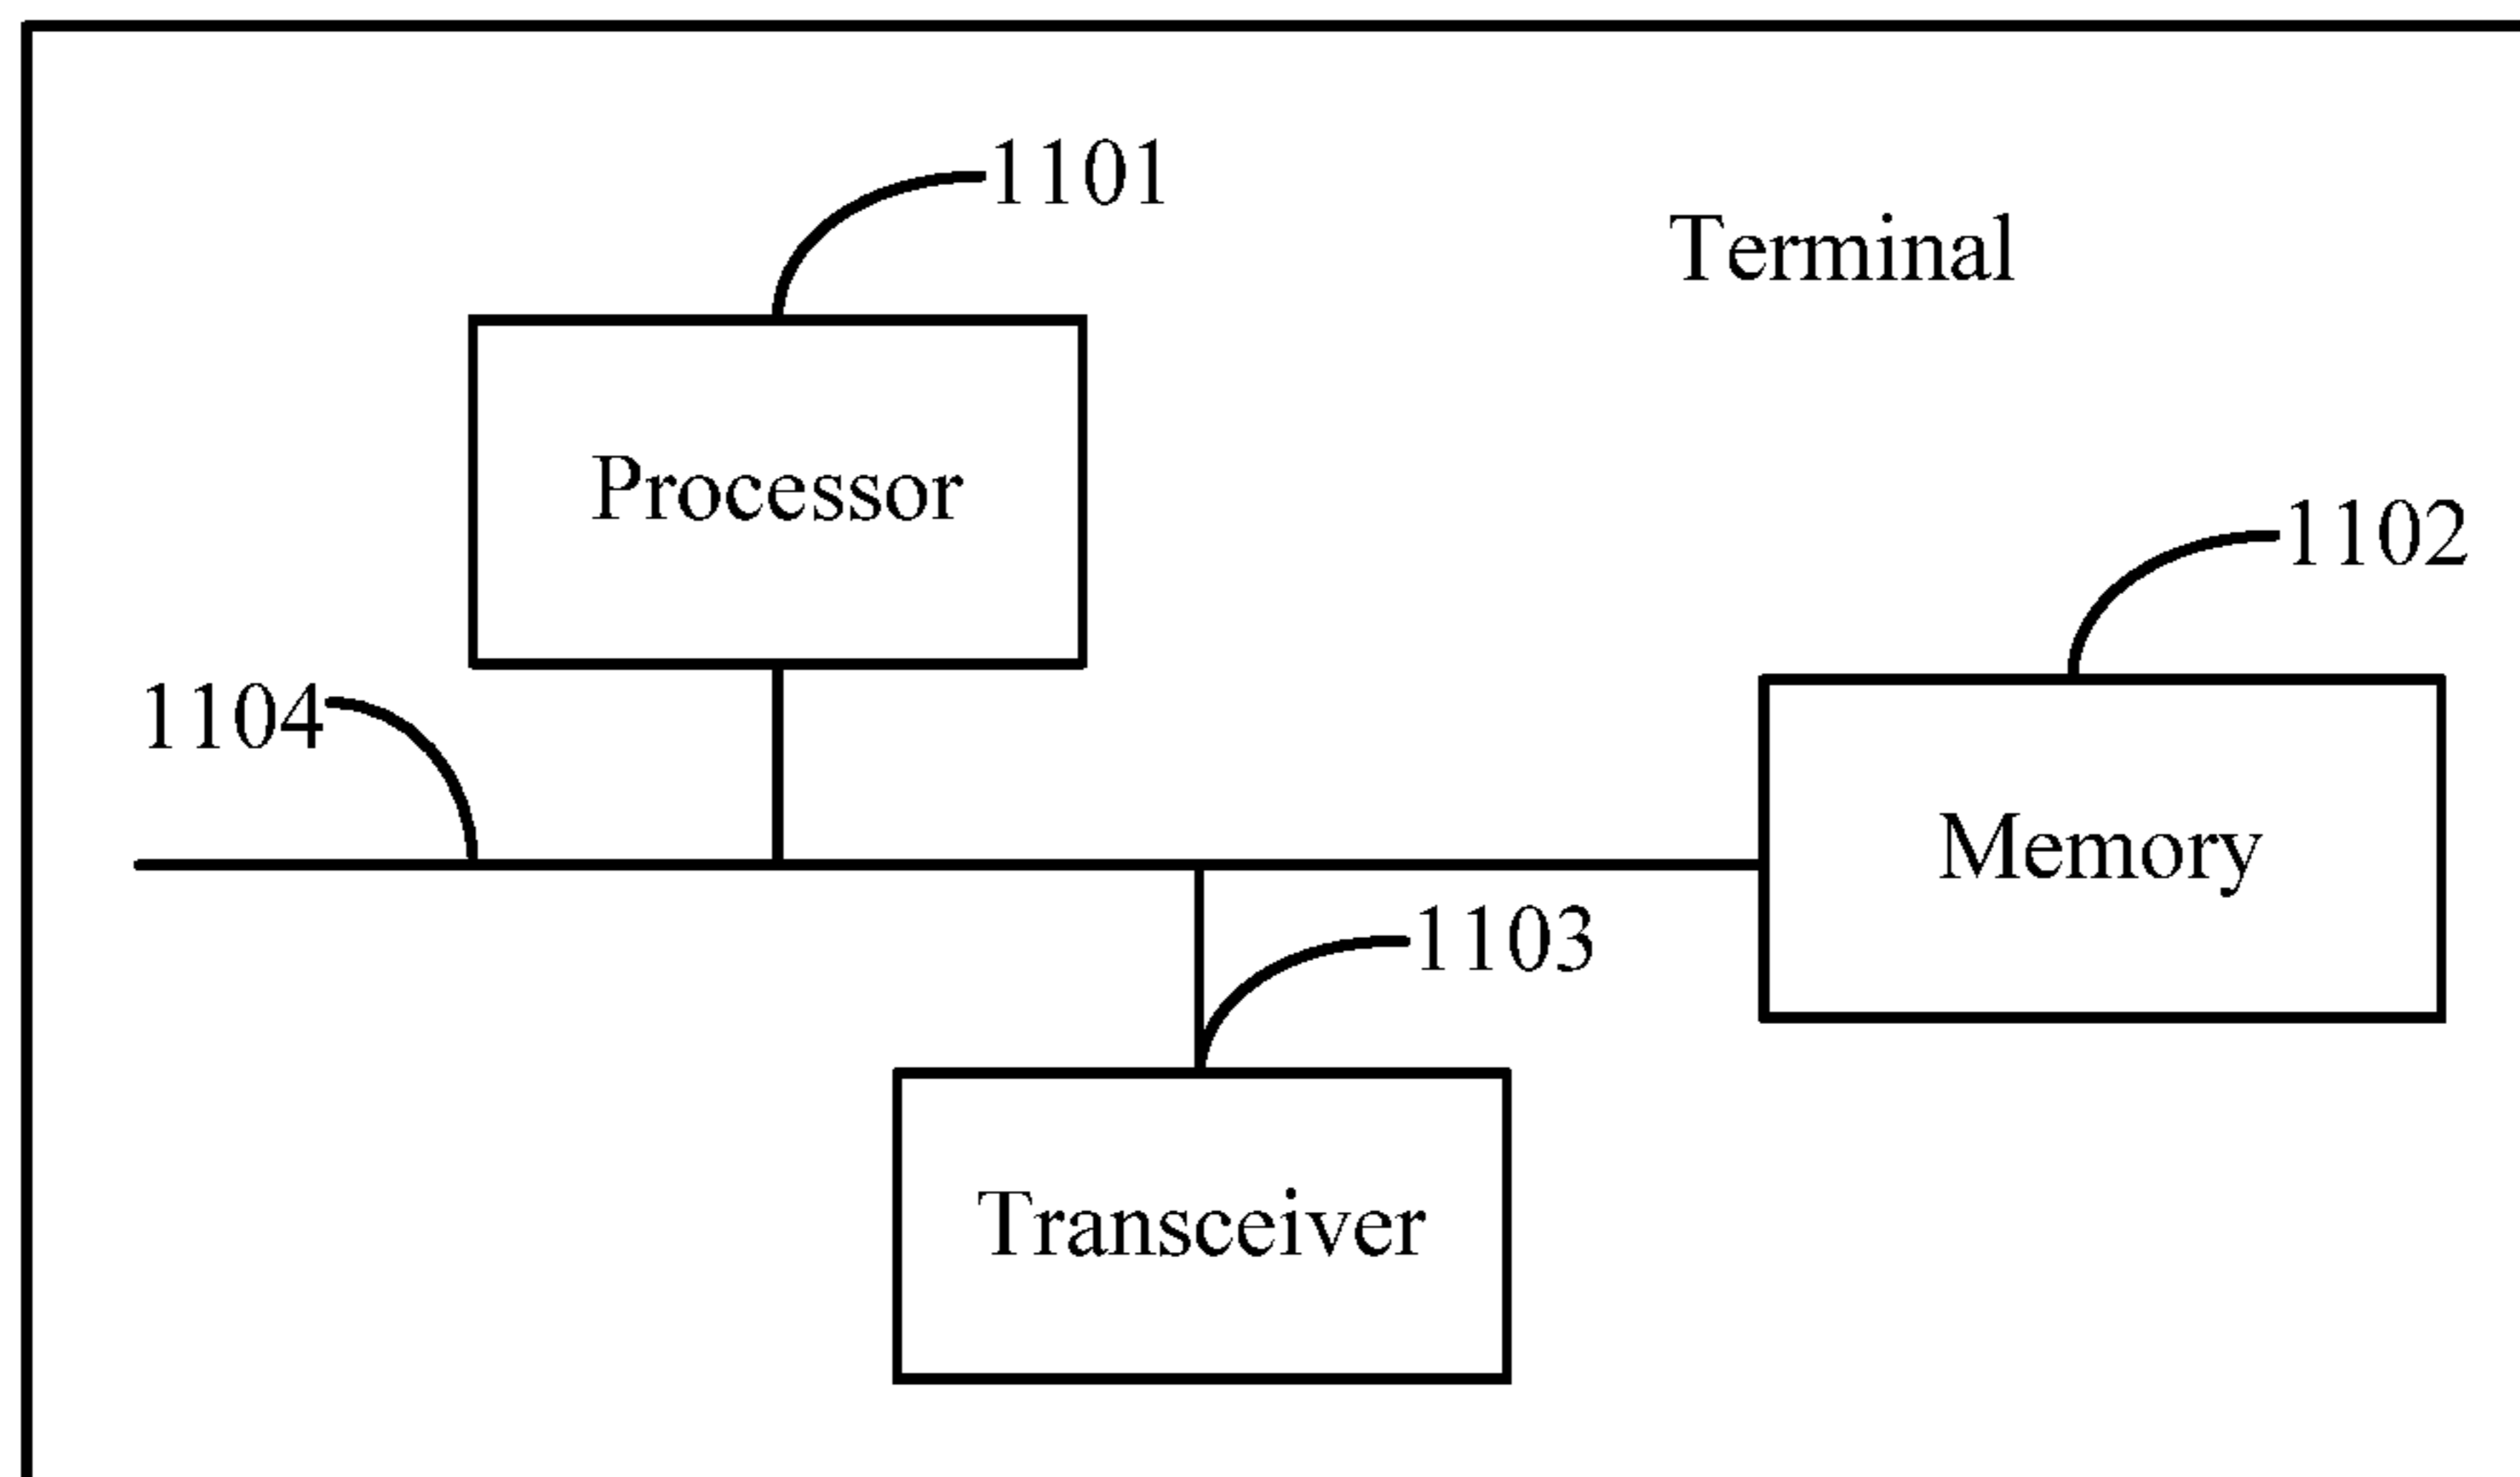 1101
Terminal
Processor
1102
1104
Memory
1103
Transceiver